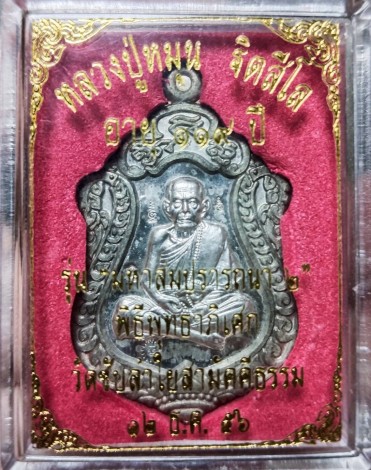 หลวงปู่หมุน ฐิตสีโล
อายุ ๑๑๙ ปี
รุ่น "มหาสมปรารถนา ๒"
พิธีพุทธาภิเศก
วัดซับลำใยสามัคคีธรรม
๑๒ ธ.ค. ๕๖